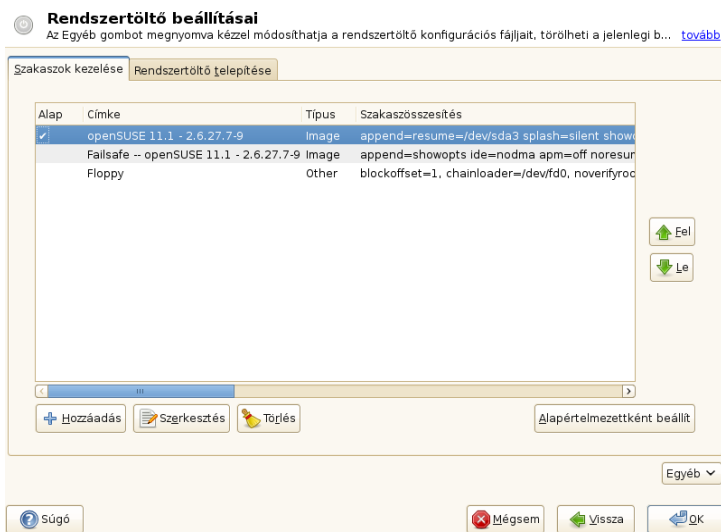 Rendszertöltő beállításai
Az Egyéb gombot megnyomva kézzel módosíthatja a rendszertöltő konfigurációs fájljait, törölheti a jelenlegi b... tovább
Szakaszok kezelése Rendszertöltő telepítése
Alap Címke Típus Szakaszösszesítés
openSUSE 11.1 - 2.6.27.7-9 Image append=resume=/dev/sda3 splash=silent show
Failsafe -- openSUSE 11.1 - 2.6.27.7-9 Image append=showopts ide=nodma apm=off noresu
Floppy Other blockoffset=1, chainloader=/dev/fd0, noverifyroo
Fel
Le
Hozzáadás Szerkesztés Törlés Alapértelmezettként beállít
Egyéb
Súgó Mégsem Vissza OK